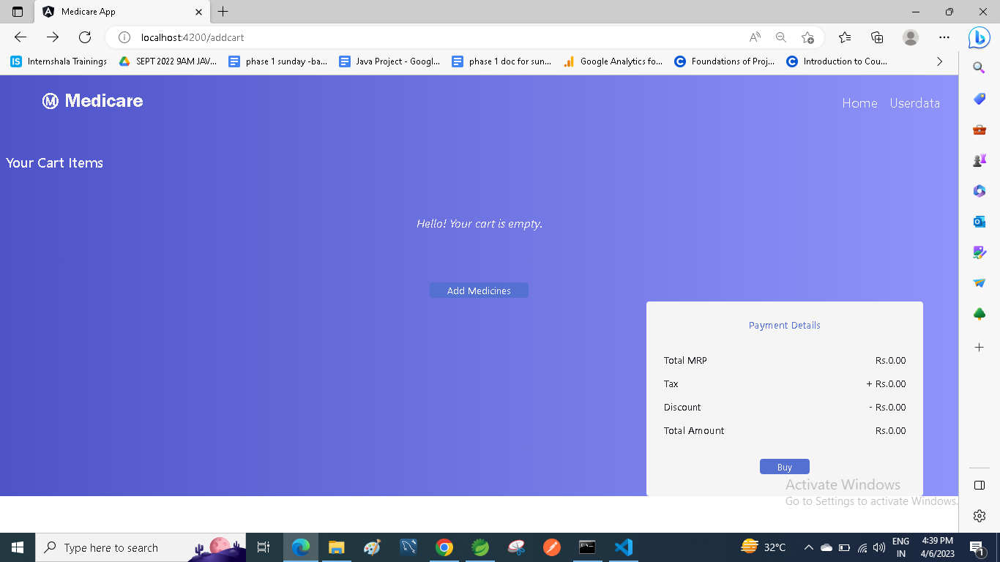 Medicare App
localhost:4200/addcart
Internshala Trainings
SEPT 2022 9AM JAV...
phase 1 sunday -ba...
Java Project - Googl...
phase 1 doc for sun...
Google Analytics fo...
Foundations of Proj...
Introduction to Cou...
M Medicare
Home Userdata
Your Cart Items
Hello! Your cart is empty.
Add Medicines
Payment Details
Total MRP Rs.0.00
Tax + Rs.0.00
Discount - Rs.0.00
Total Amount Rs.0.00
Buy
Activate Windows
Go to Settings to activate Windows.
Type here to search
32°C
ENG
IN
4:39 PM
4/6/2023
1